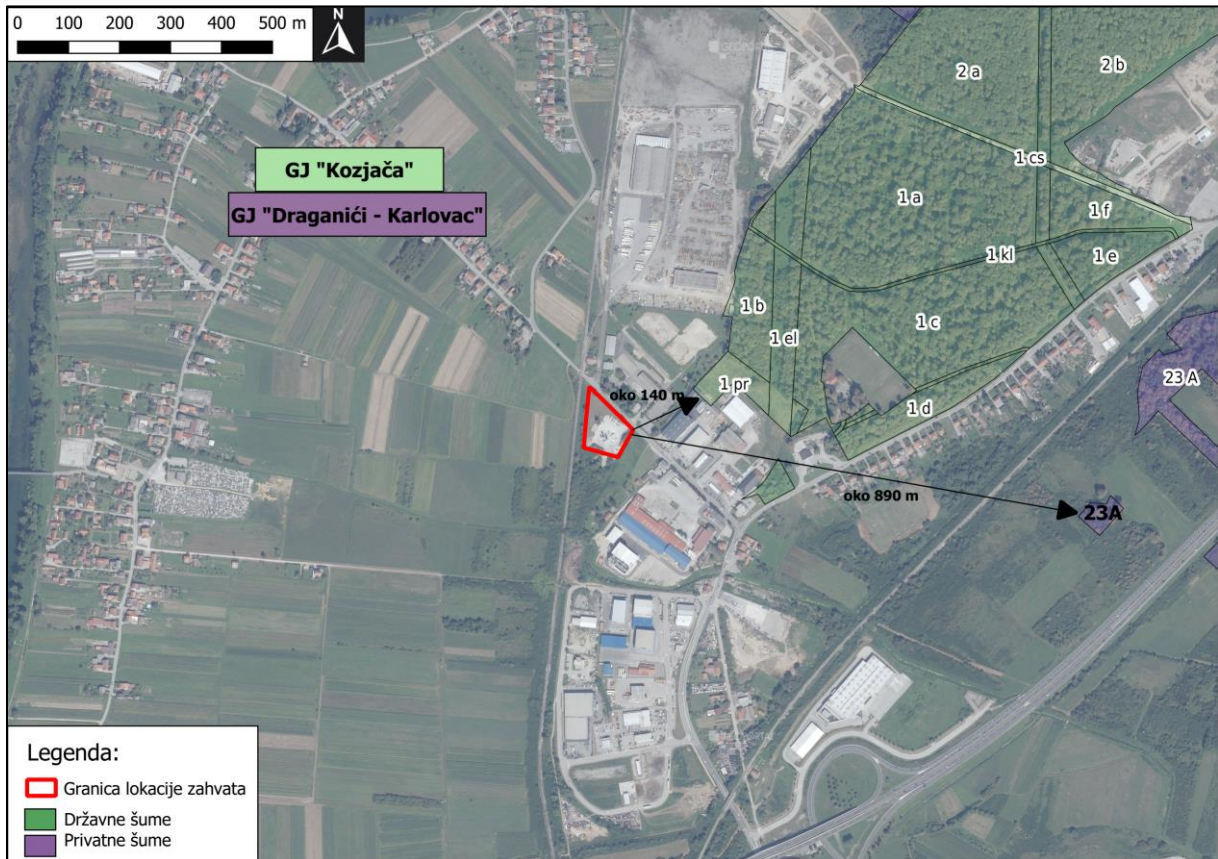 0 100 200 300 400 500 m
N
2 a
2 b
GJ "Kozjača"
GJ "Draganići - Karlovac"
1 cs
1 a
1 f
1 kl
1 e
1 b
1 c
1 el
1 pr
23 A
oko 140 m
1 d
oko 890 m
23A
Legenda:
Granica lokacije zahvata
Državne šume
Privatne šume